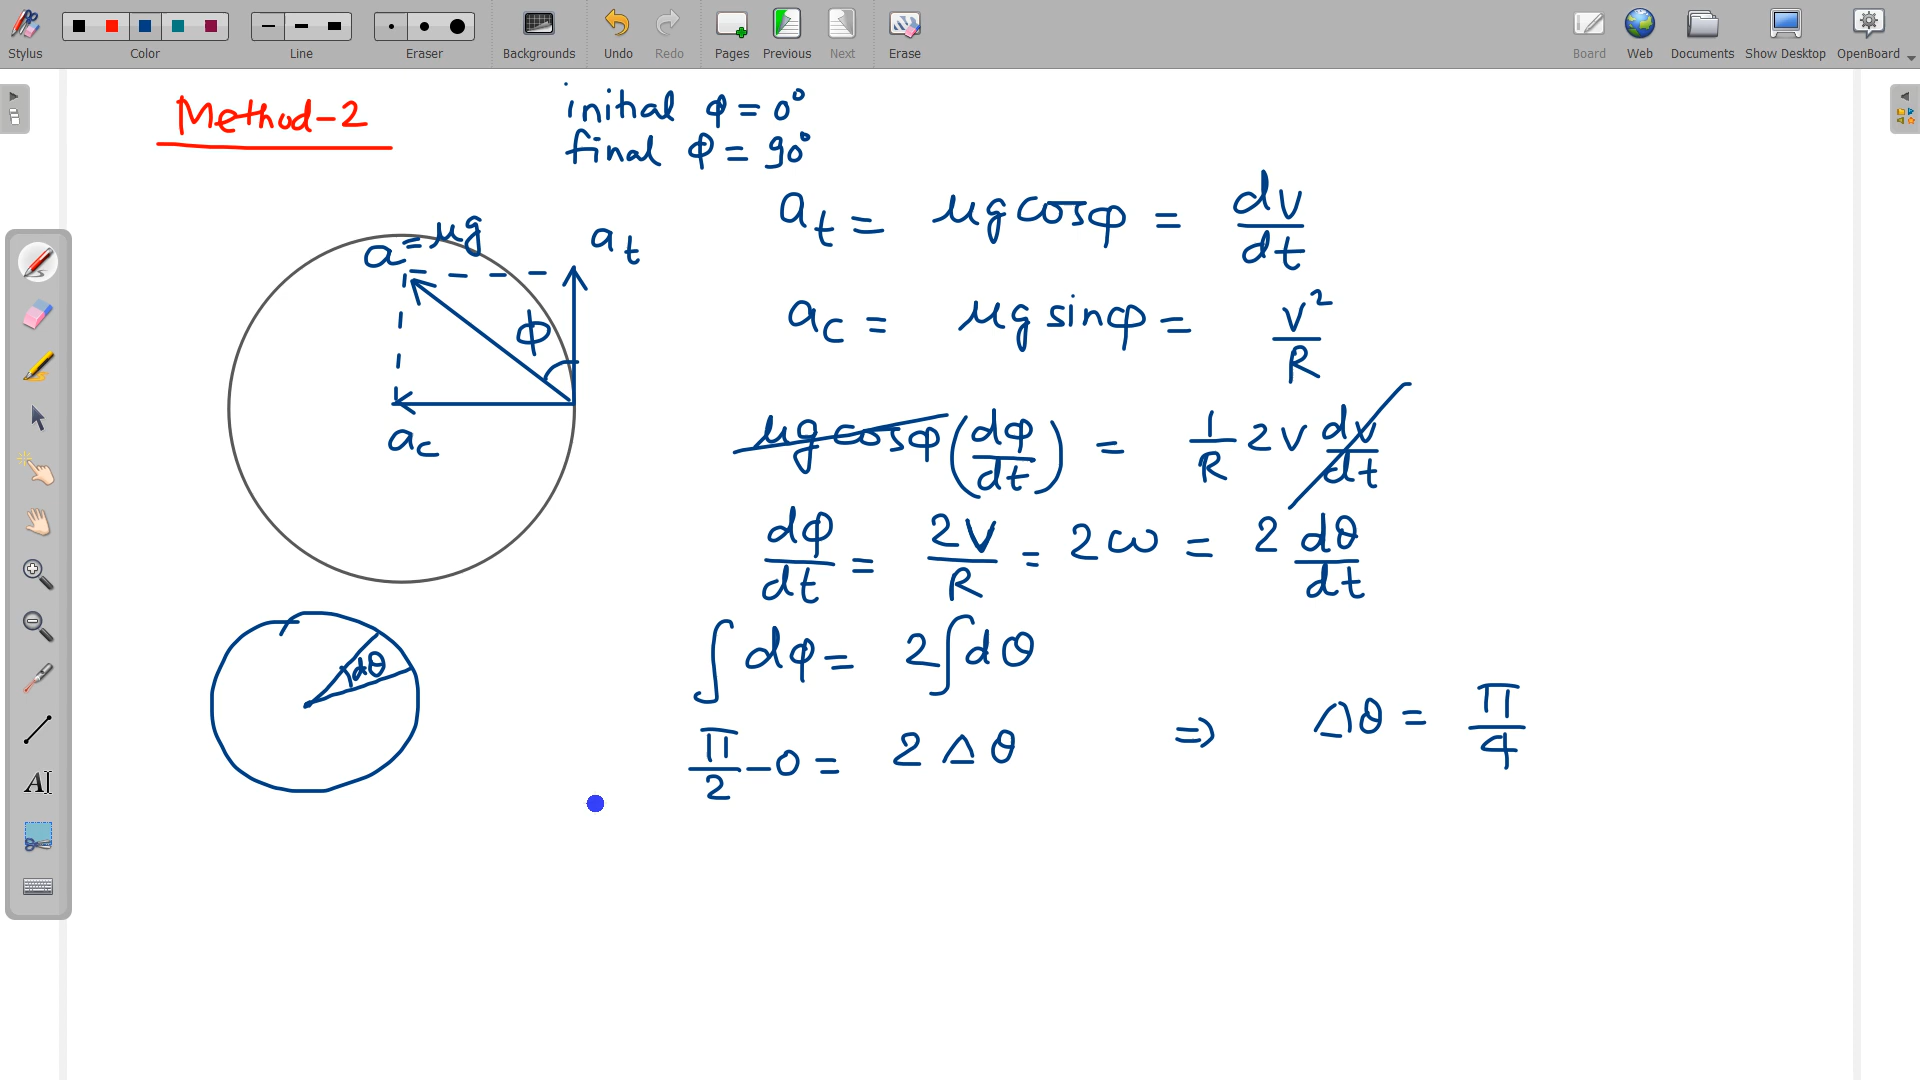 Stylus Color Line Eraser Backgrounds Undo Redo Pages Previous Next Erase Board Web Documents Show Desktop OpenBoard
Method-2
initial φ = 0°
final φ = 90°
a = μg
a_t
φ
a_c
a_t = μg cosφ = dv/dt
a_c = μg sinφ = v²/R
μg cosφ (dφ/dt) = 1/R 2v dv/dt
dφ/dt = 2v/R = 2ω = 2 dθ/dt
dθ
∫dφ = 2∫dθ
π/2 - 0 = 2Δθ ⇒ Δθ = π/4